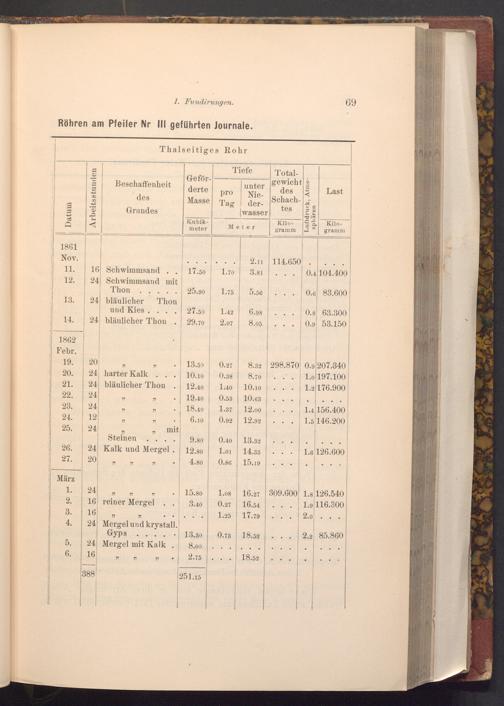 I. Fundirungen. 69
Röhren am Pfeiler Nr III geführten Journale.
Thalseitiges Rohr
Datum Arbeitsstunden Beschaffenheit des Grundes Geförderte Masse Tiefe pro Tag unter Niederwasser Totalgewicht des Schachtes Luftdruck, Atmosphären Last
Kubikmeter Meter Kilogramm Kilogramm
1861
Nov. . . . . . . 2.11 114.650 . . . . .
11. 16 Schwimmsand . . 17.50 1.70 3.81 . . . 0.4 104.400
12. 24 Schwimmsand mit
Thon . . . . . 25.90 1.75 5.56 . . . 0.6 83.600
13. 24 bläulicher Thon
und Kies . . . . 27.50 1.42 6.98 . . . 0.8 63.300
14. 24 bläulicher Thon . 29.70 2.07 8.05 . . . 0.9 53.150
1862
Febr.
19. 20 „ „ . 13.50 0.27 8.32 298.870 0.9 207.340
20. 24 harter Kalk . . . 10.10 0.38 8.70 . . . 1.0 197.100
21. 24 bläulicher Thon . 12.40 1.40 10.10 . . . 1.2 176.900
22. 24 „ „ . 19.40 0.53 10.63 . . . . . . .
23. 24 „ „ . 18.40 1.37 12.00 . . . 1.4 156.400
24. 12 „ „ . 6.10 0.92 12.92 . . . 1.5 146.200
25. 24 „ „ mit
Steinen . . . . 9.80 0.40 13.32 . . . . . . .
26. 24 Kalk und Mergel . 12.80 1.01 14.33 . . . 1.6 126.600
27. 20 „ „ „ . 4.80 0.86 15.19 . . . . . . .
März
1. 24 „ „ „ . 15.80 1.08 16.27 309.600 1.8 126.540
2. 16 reiner Mergel . . 3.40 0.27 16.54 . . . 1.9 116.300
3. 16 „ „ . . . . . 1.25 17.79 . . . 2.0 . . .
4. 24 Mergel und krystall.
Gyps . . . . . 13.30 0.73 18.52 . . . 2.2 85.860
5. 24 Mergel mit Kalk . 8.00 . . . . . . . . . . . . .
6. 16 „ „ „ . 2.75 . . . 18.52 . . . . . . .
388 251.15